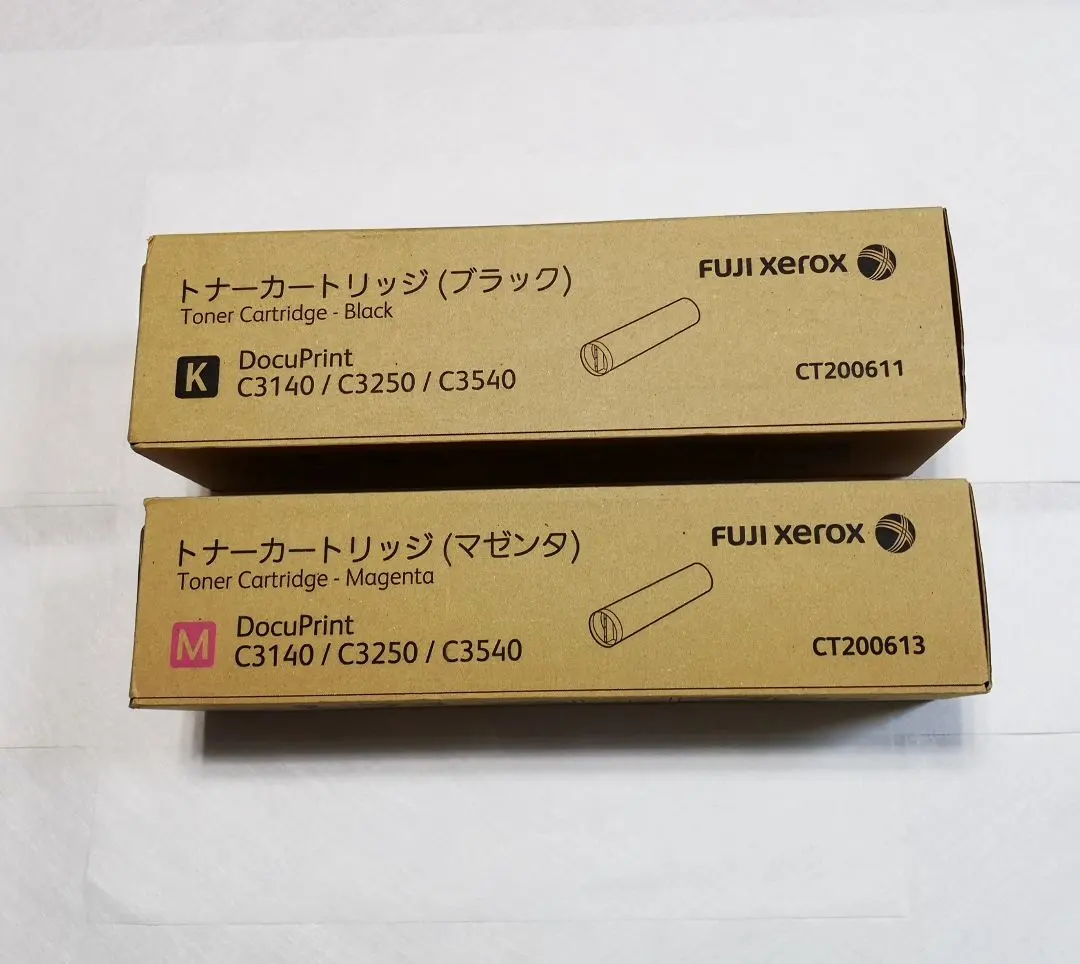 トナーカートリッジ (ブラック)
Toner Cartridge - Black
FUJI xerox
K
DocuPrint
C3140 / C3250 / C3540
CT200611
トナーカートリッジ (マゼンタ)
Toner Cartridge - Magenta
FUJI xerox
M
DocuPrint
C3140 / C3250 / C3540
CT200613